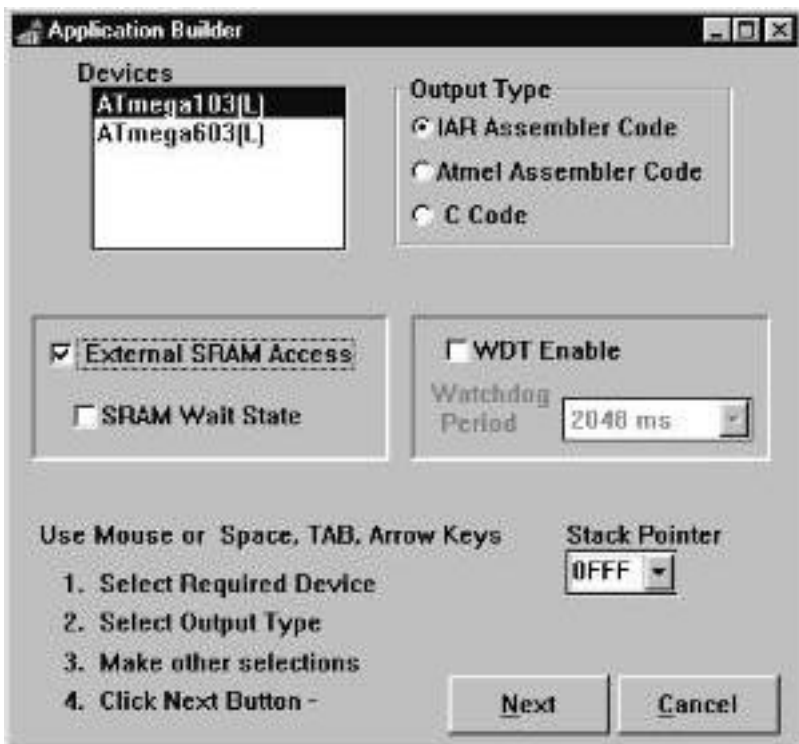 Application Builder
Devices
ATmega103(L)
ATmega603(L)
Output Type
IAR Assembler Code
Atmel Assembler Code
C Code
External SRAM Access
SRAM Wait State
WDT Enable
Watchdog
Period
2048 ms
Use Mouse or Space, TAB, Arrow Keys
1. Select Required Device
2. Select Output Type
3. Make other selections
4. Click Next Button -
Stack Pointer
0FFF
Next
Cancel